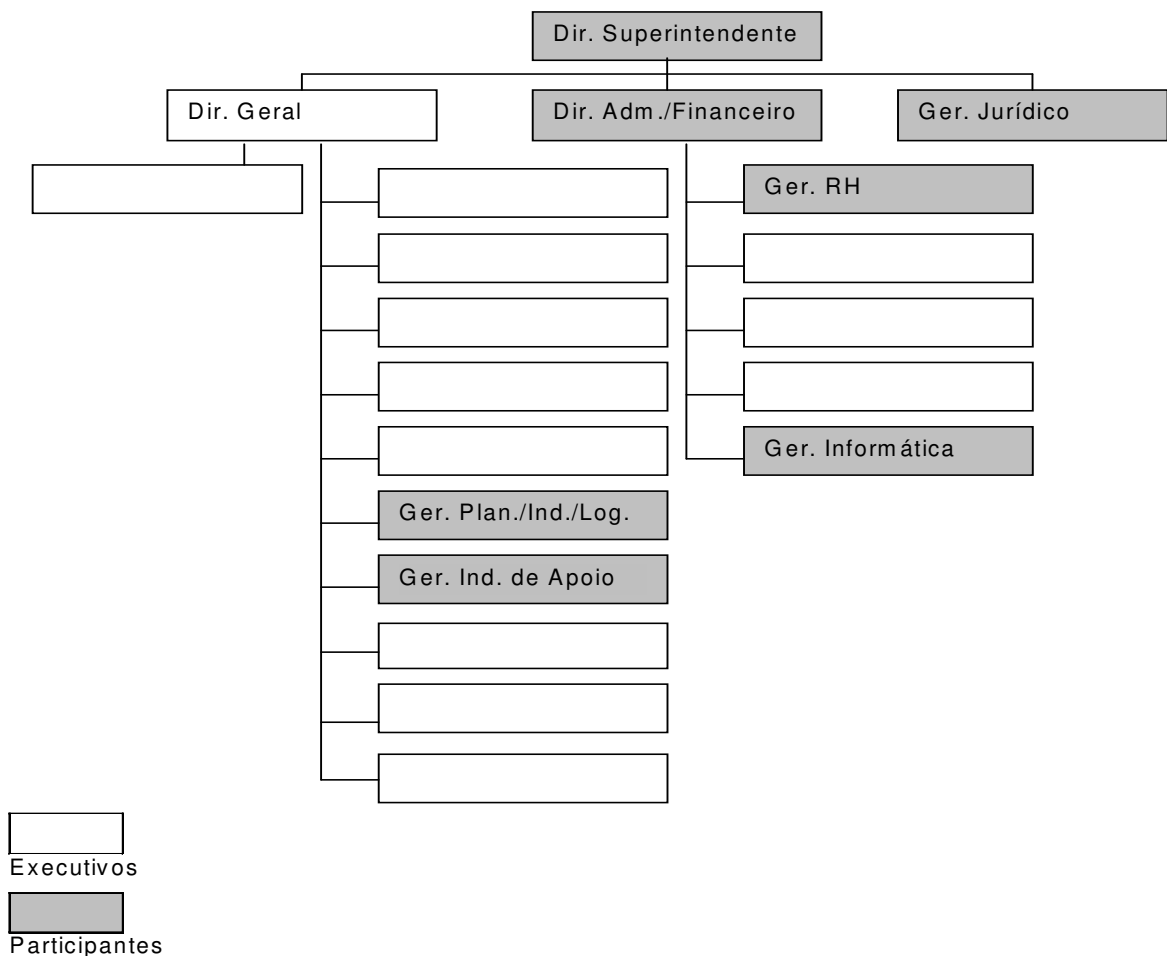 Dir. Superintendente
Dir. Geral
Dir. Adm./Financeiro
Ger. Jurídico
Ger. RH
Ger. Informática
Ger. Plan./Ind./Log.
Ger. Ind. de Apoio
Executivos
Participantes